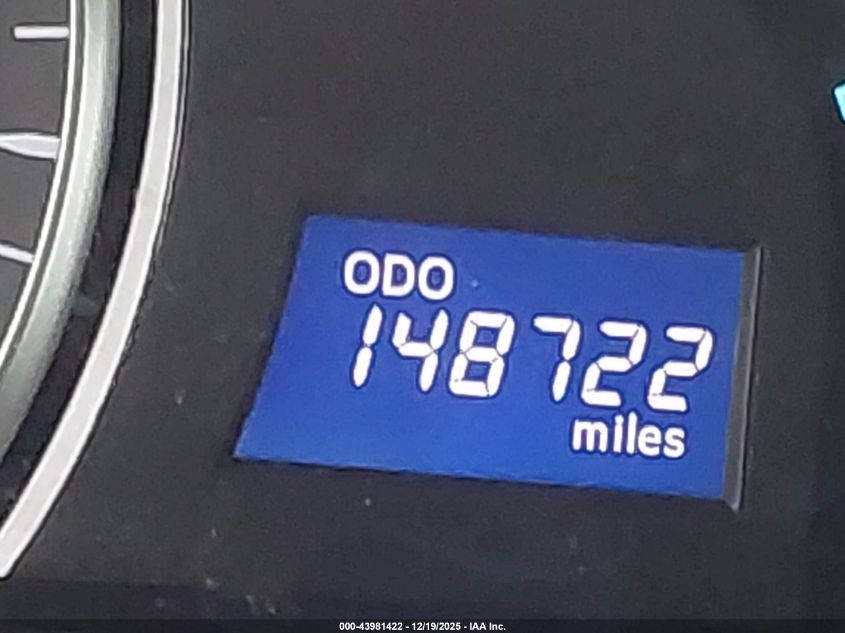 ODO
148722
miles
000-43981422 - 12/19/2025 - IAA Inc.